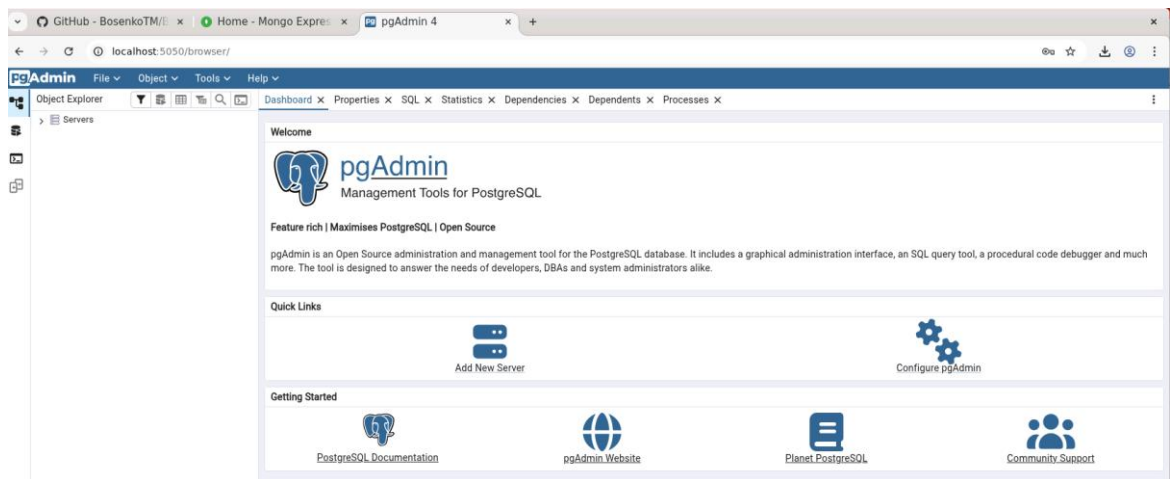 GitHub - BosenkoTM/B
Home - Mongo Expres
pgAdmin 4
localhost:5050/browser/
pgAdmin File Object Tools Help
Object Explorer
Dashboard Properties SQL Statistics Dependencies Dependents Processes
Servers
Welcome
pgAdmin
Management Tools for PostgreSQL
Feature rich | Maximises PostgreSQL | Open Source
pgAdmin is an Open Source administration and management tool for the PostgreSQL database. It includes a graphical administration interface, an SQL query tool, a procedural code debugger and much
more. The tool is designed to answer the needs of developers, DBAs and system administrators alike.
Quick Links
Add New Server
Configure pgAdmin
Getting Started
PostgreSQL Documentation
pgAdmin Website
Planet PostgreSQL
Community Support